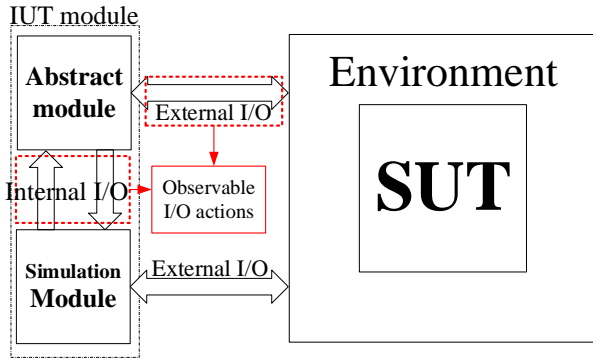 IUT module
Abstract
module
External I/O
Environment
SUT
Internal I/O
Observable
I/O actions
Simulation
Module
External I/O